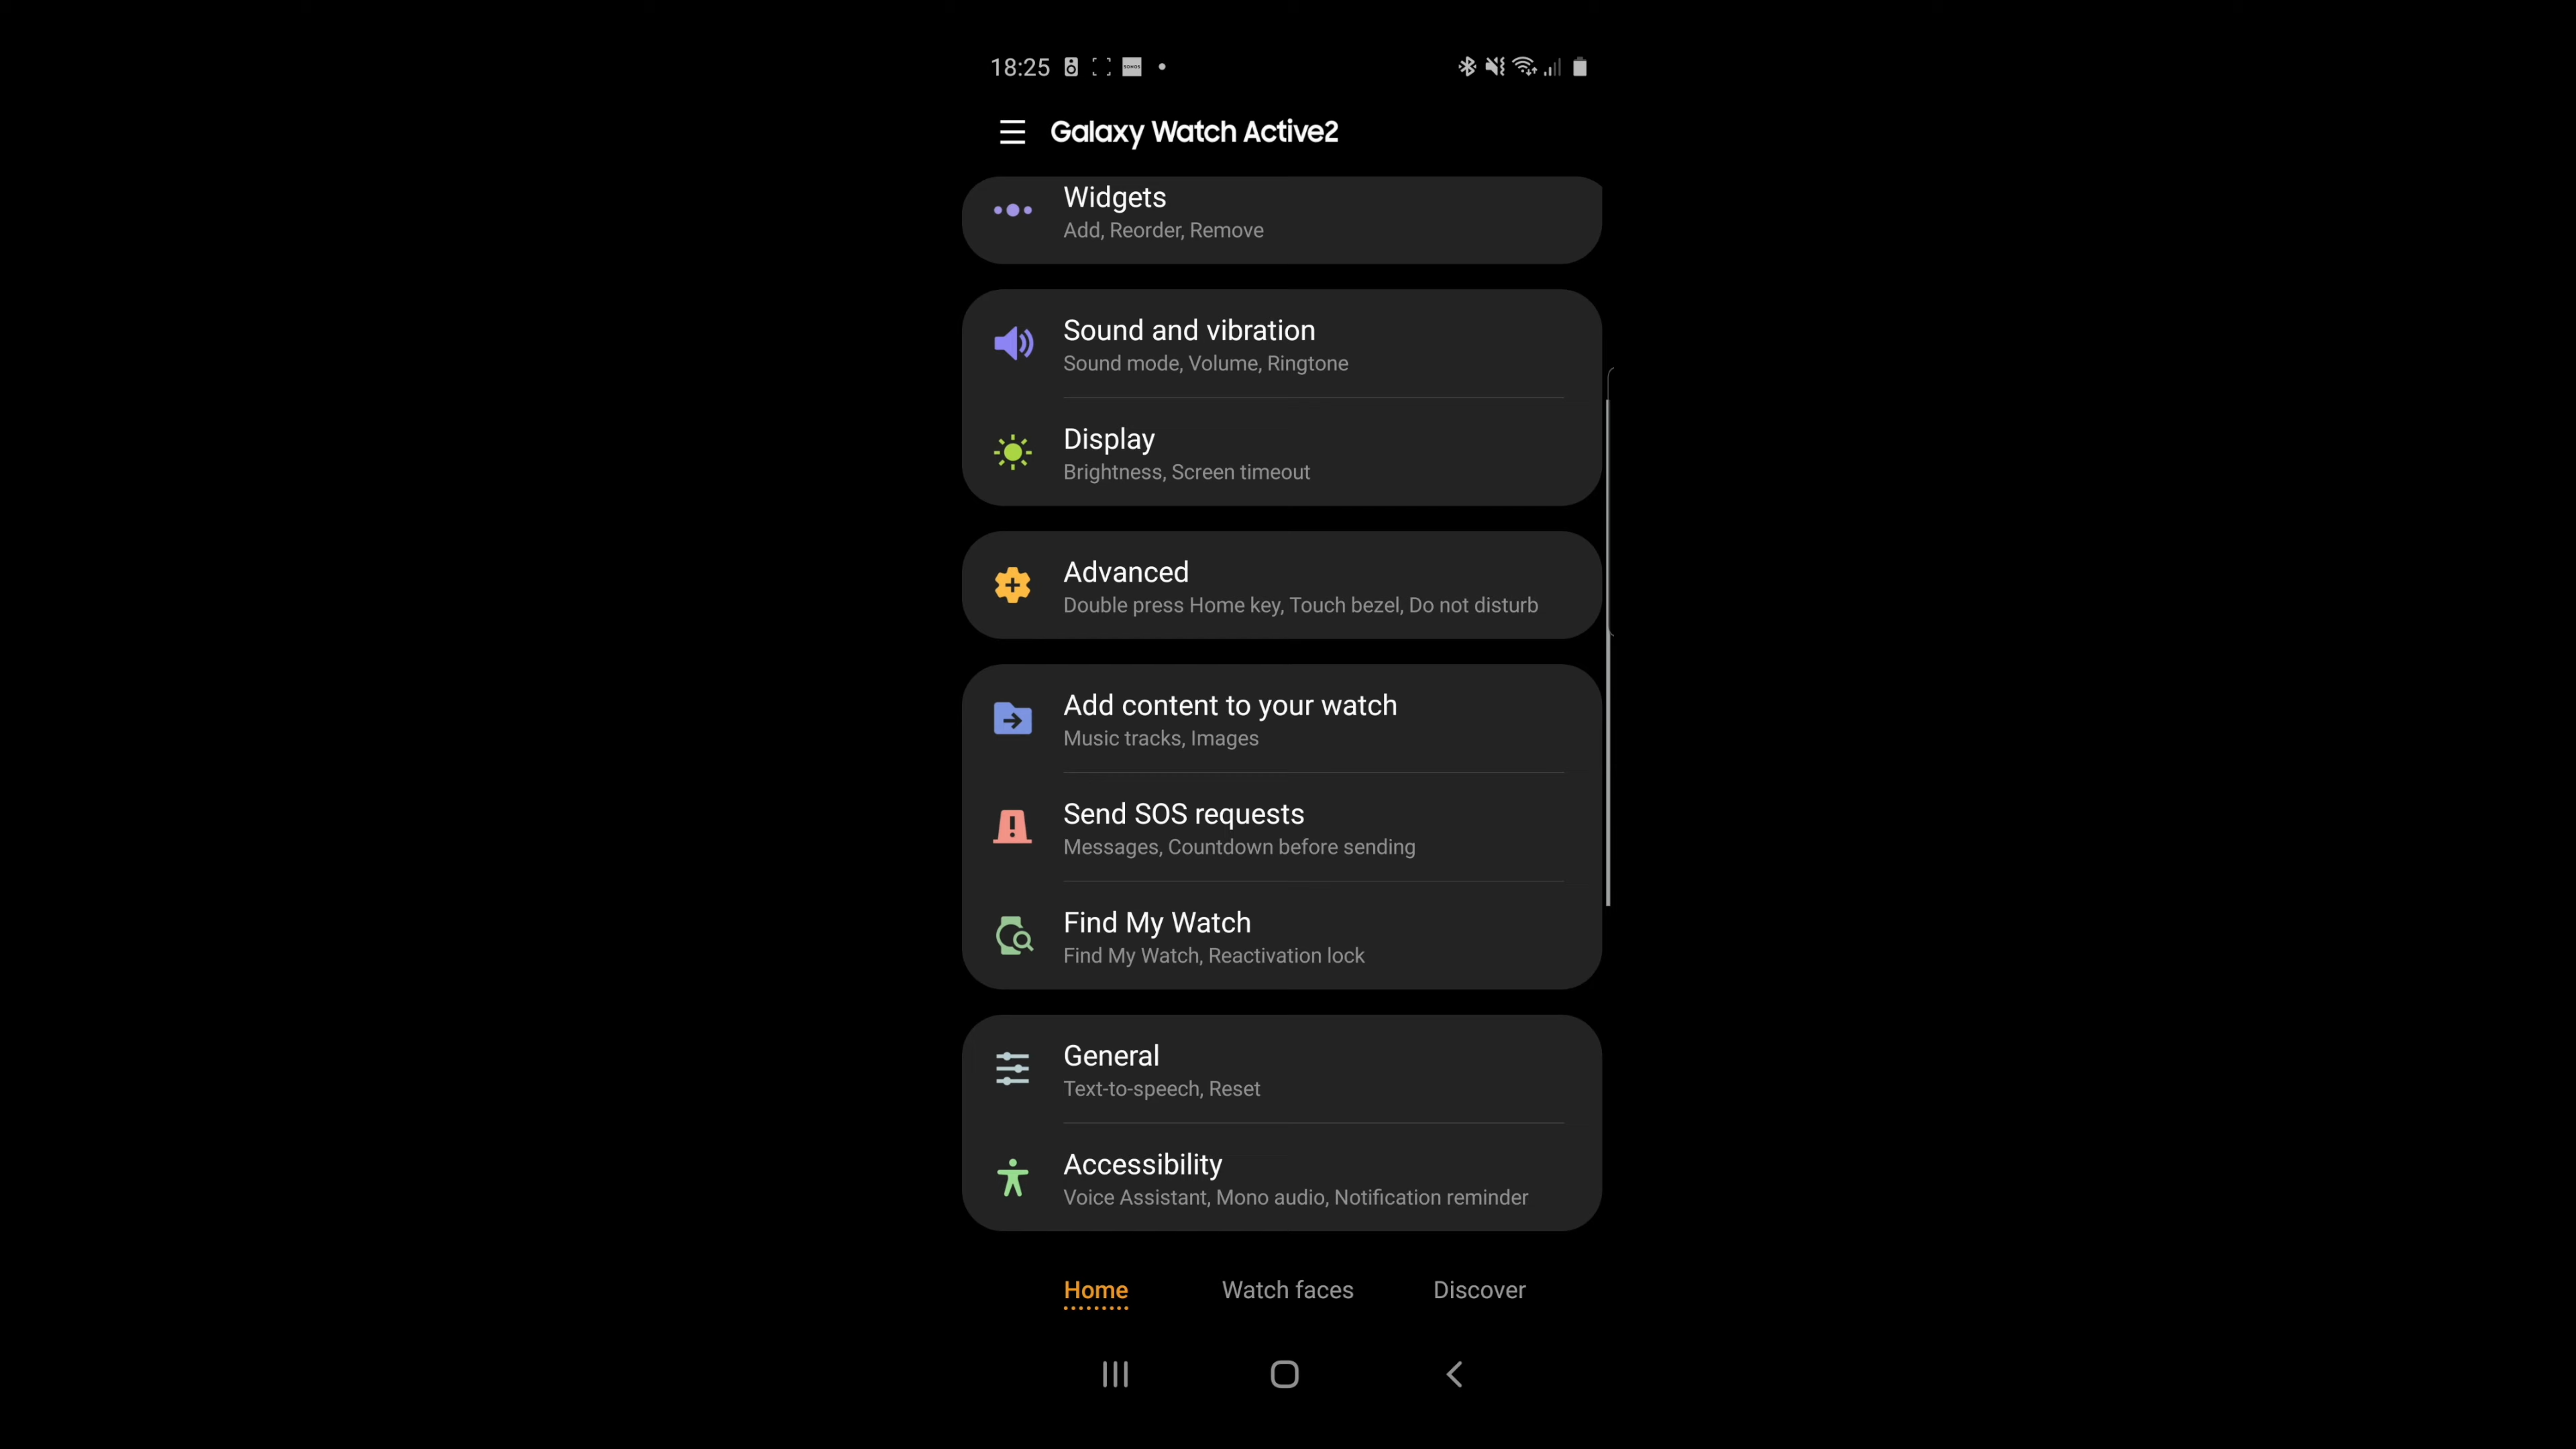 18:25 SONOS
Galaxy Watch Active2
Widgets
Add, Reorder, Remove
Sound and vibration
Sound mode, Volume, Ringtone
Display
Brightness, Screen timeout
Advanced
Double press Home key, Touch bezel, Do not disturb
Add content to your watch
Music tracks, Images
Send SOS requests
Messages, Countdown before sending
Find My Watch
Find My Watch, Reactivation lock
General
Text-to-speech, Reset
Accessibility
Voice Assistant, Mono audio, Notification reminder
Home Watch faces Discover